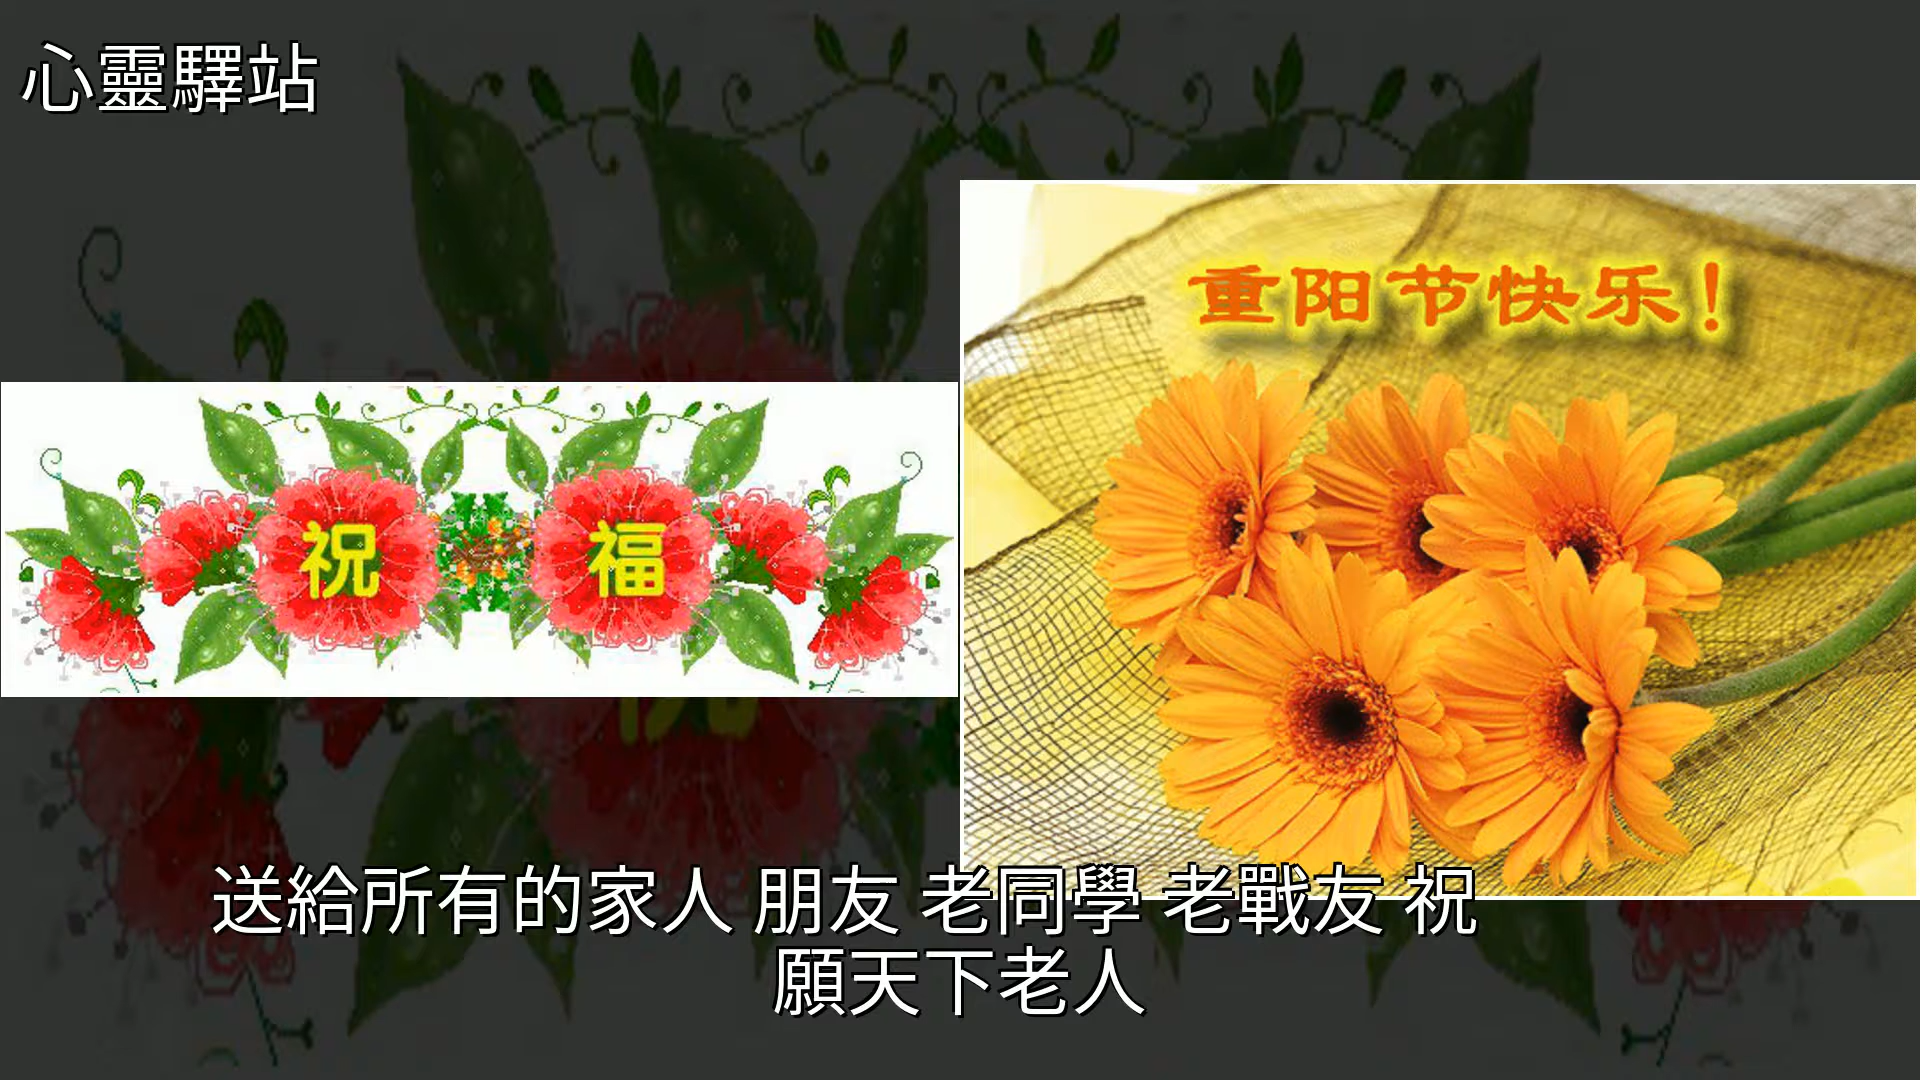 心靈驛站
重阳节快乐!
祝 福
送給所有的家人 朋友 老同學 老戰友 祝
願天下老人